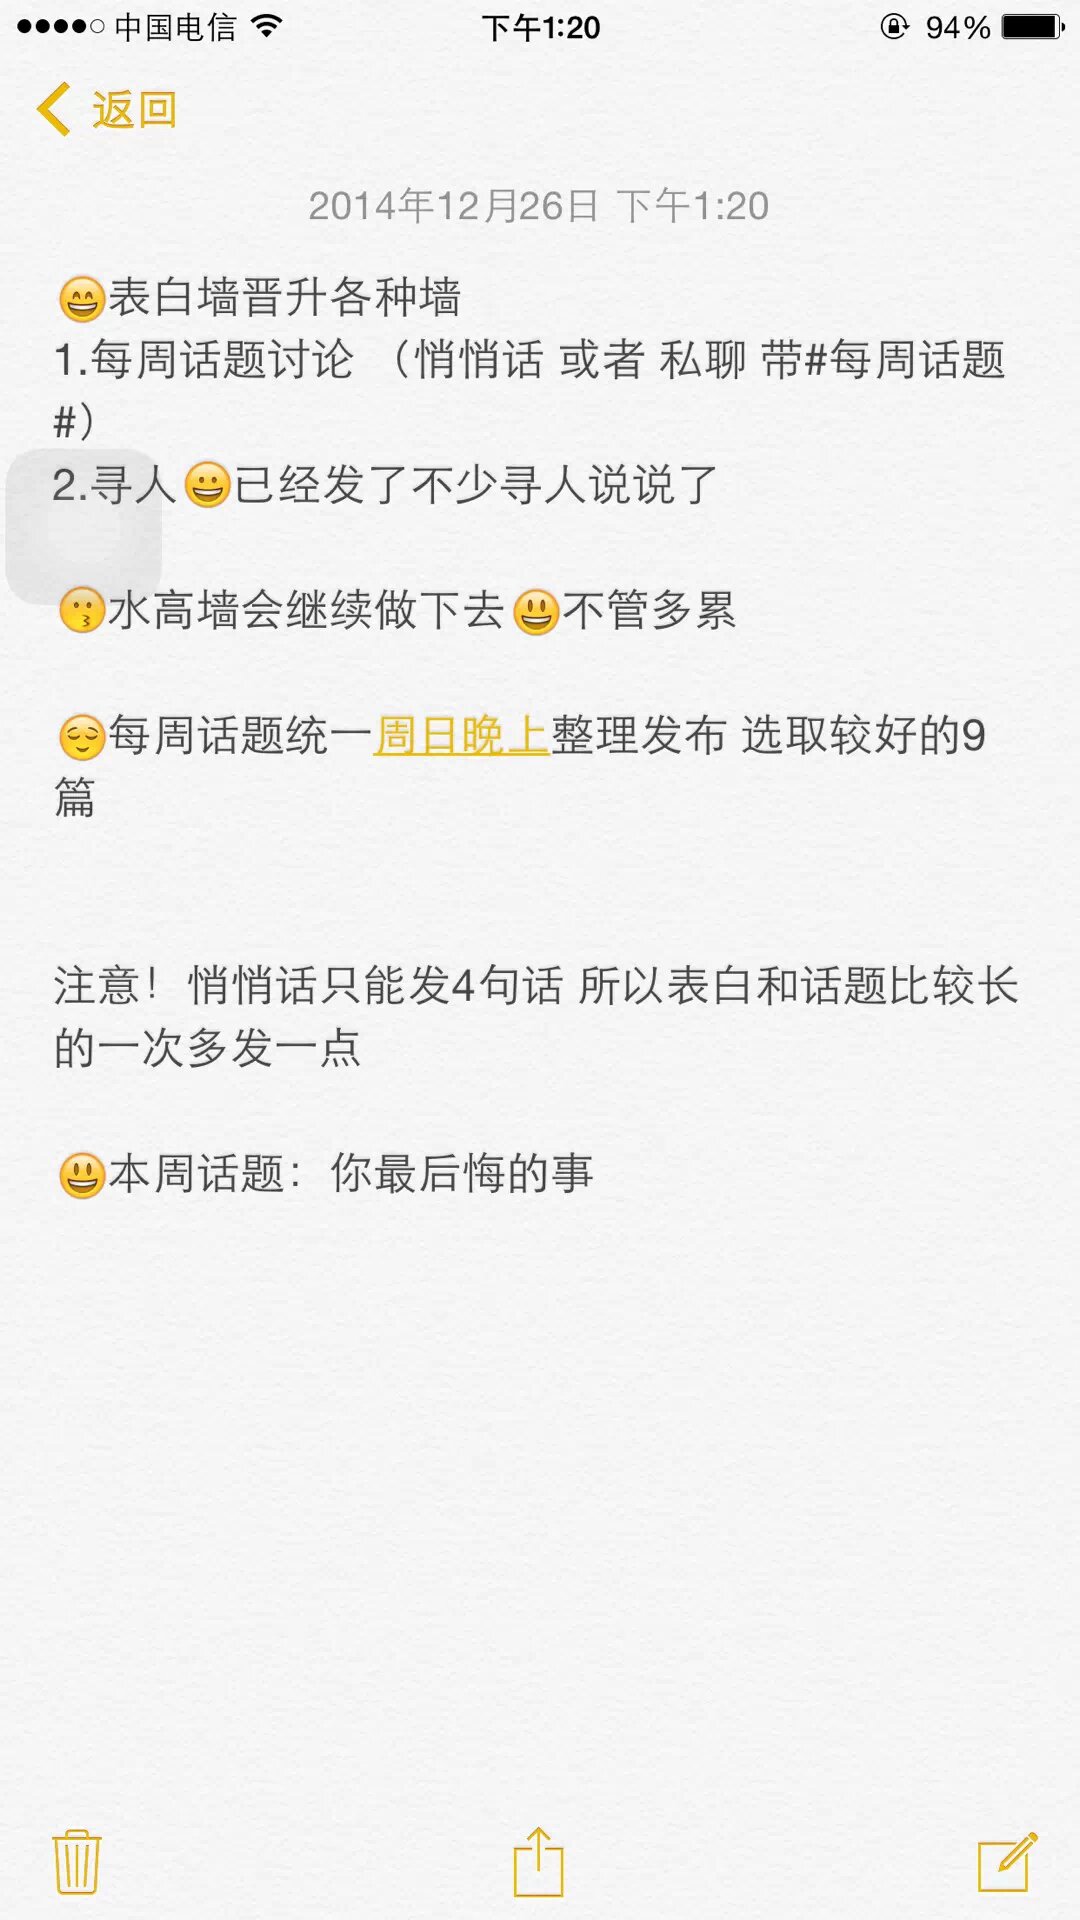 中国电信 下午1:20 94%
返回
2014年12月26日 下午1:20
😄表白墙晋升各种墙
1.每周话题讨论 （悄悄话 或者 私聊 带#每周话题
#）
2.寻人😀已经发了不少寻人说说了
😗水高墙会继续做下去😃不管多累
😌每周话题统一周日晚上整理发布 选取较好的9
篇
注意！悄悄话只能发4句话 所以表白和话题比较长
的一次多发一点
😃本周话题：你最后悔的事